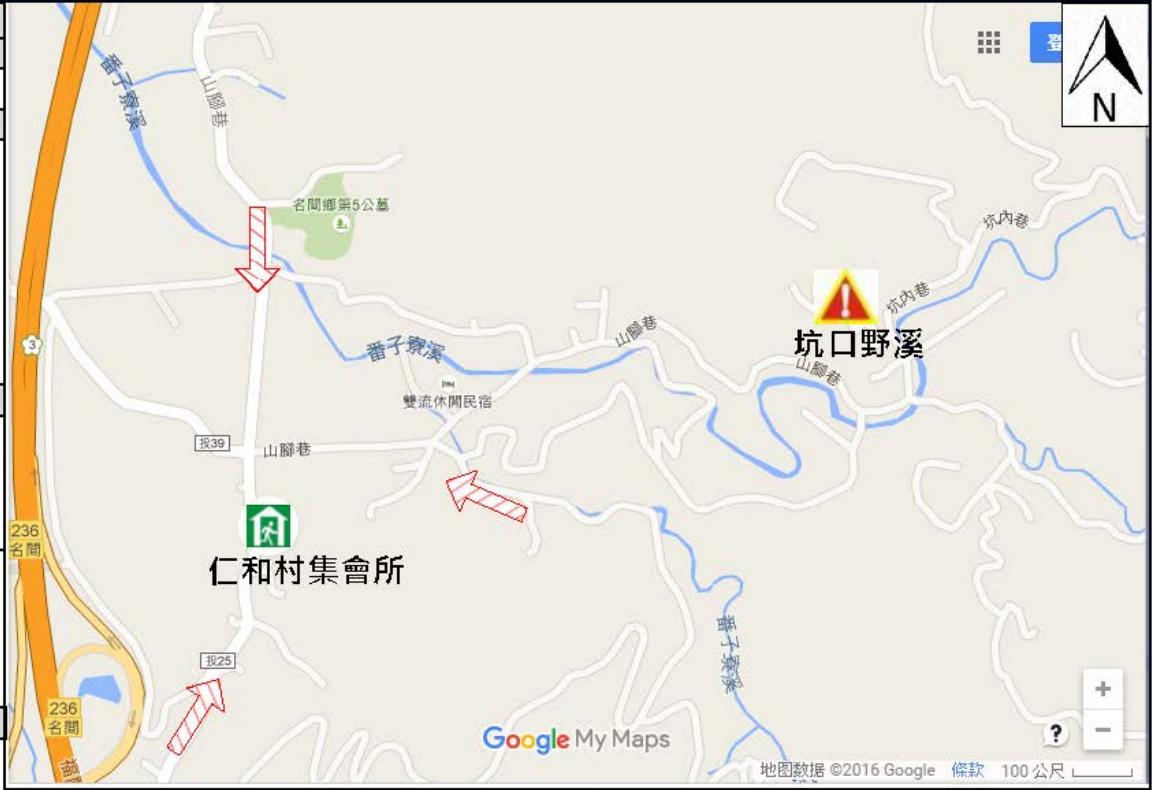 番子寮溪
山腳巷
登
N
名間鄉第5公墓
坑內巷
坑內巷
3
番子寮溪
山腳巷
坑口野溪
山腳巷
雙流休閒民宿
投39
山腳巷
236
名間
仁和村集會所
番子寮溪
投25
236
名間
Google My Maps
+
?
−
地图数据 ©2016 Google 條款 100 公尺